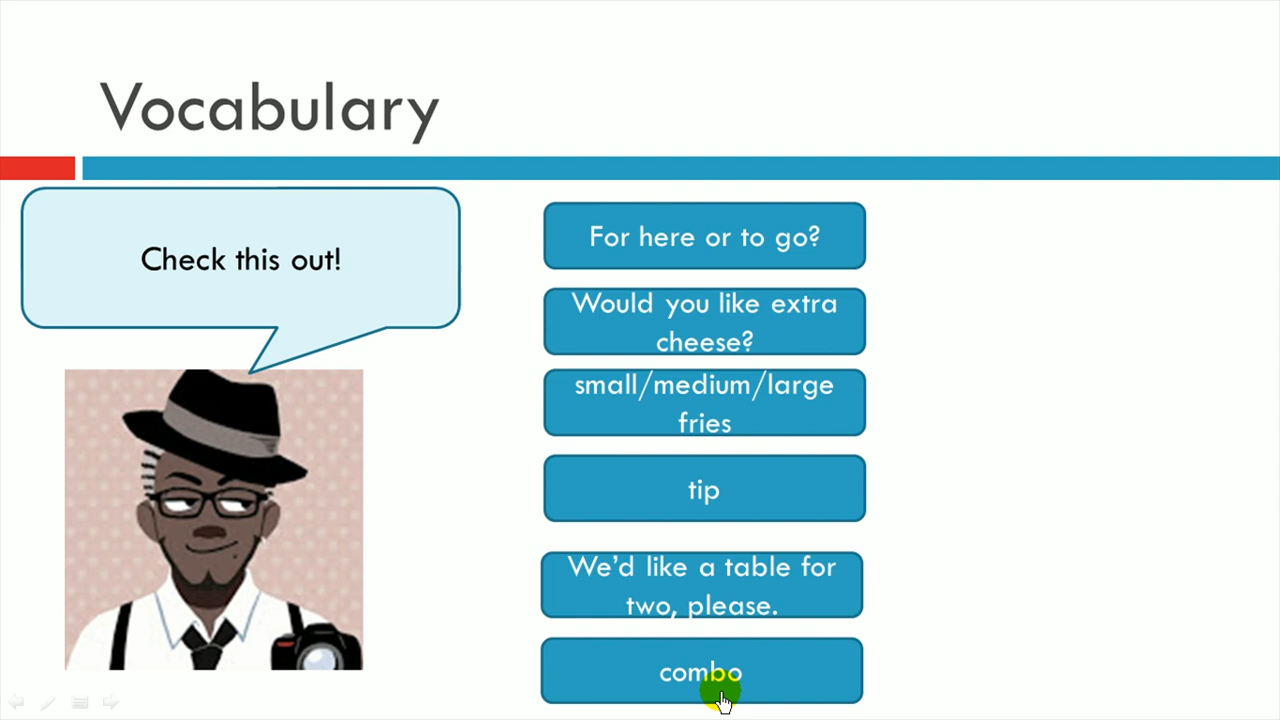 Vocabulary
Check this out!
For here or to go?
Would you like extra
cheese?
small/medium/large
fries
tip
We'd like a table for
two, please.
combo